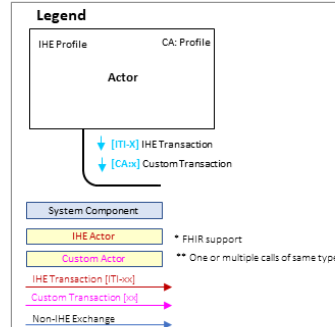 Legend
IHE Profile CA: Profile
Actor
[ITI-X] IHE Transaction
[CA:x] Custom Transaction
System Component
IHE Actor * FHIR support
Custom Actor ** One or multiple calls of same type
IHE Transaction [ITI-xx]
Custom Transaction [xx]
Non-IHE Exchange